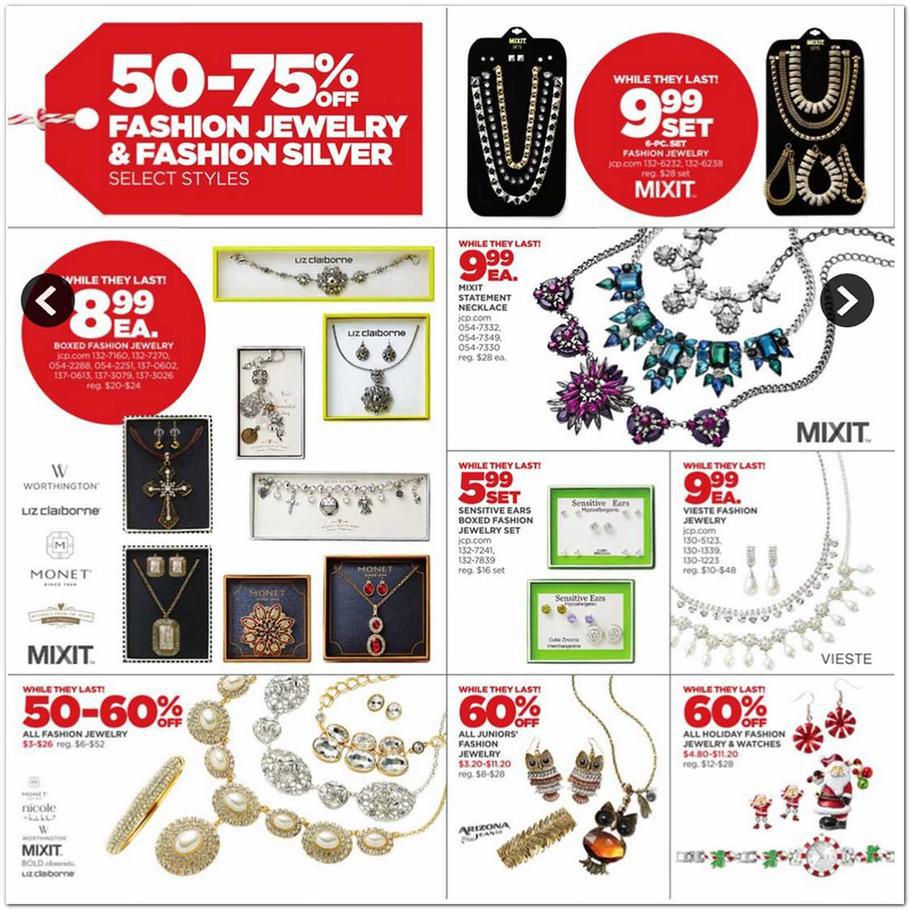 50-75% OFF
FASHION JEWELRY
& FASHION SILVER
SELECT STYLES
MIXIT
WHILE THEY LAST!
9.99
SET
6-PC. SET
FASHION JEWELRY
jcp.com 132-6232, 132-6238
reg. $28 set
MIXIT
MIXIT
WHILE THEY LAST!
8.99
EA.
BOXED FASHION JEWELRY
jcp.com 132-7160, 132-7270,
054-2288, 054-2251, 137-0602,
137-0613, 137-3079, 137-3026
reg. $20-$24
LIZ claiborne
LIZ claiborne
W
WORTHINGTON
LIZ claiborne
M
MONET
SINCE 1929
MIXIT
MONET
MONET
WHILE THEY LAST!
9.99
EA.
MIXIT
STATEMENT
NECKLACE
jcp.com
054-7332,
054-7349,
054-7330
reg. $28 ea.
MIXIT
WHILE THEY LAST!
5.99
SET
SENSITIVE EARS
BOXED FASHION
JEWELRY SET
jcp.com
132-7241,
132-7839
reg. $16 set
Sensitive Ears
Hypoallergenic
Sensitive Ears
Hypoallergenic
Cubic Zirconia
Interchangeable
WHILE THEY LAST!
9.99
EA.
VIESTE FASHION
JEWELRY
jcp.com
130-5123,
130-1339,
130-1223
reg. $10-$48
VIESTE
WHILE THEY LAST!
50-60% OFF
ALL FASHION JEWELRY
$3-$26 reg. $6-$52
M
MONET
nicole
W
WORTHINGTON
MIXIT
BOLD elements.
LIZ claiborne
WHILE THEY LAST!
60% OFF
ALL JUNIORS'
FASHION
JEWELRY
$3.20-$11.20
reg. $8-$28
ARIZONA
JEAN CO
WHILE THEY LAST!
60% OFF
ALL HOLIDAY FASHION
JEWELRY & WATCHES
$4.80-$11.20
reg. $12-$28